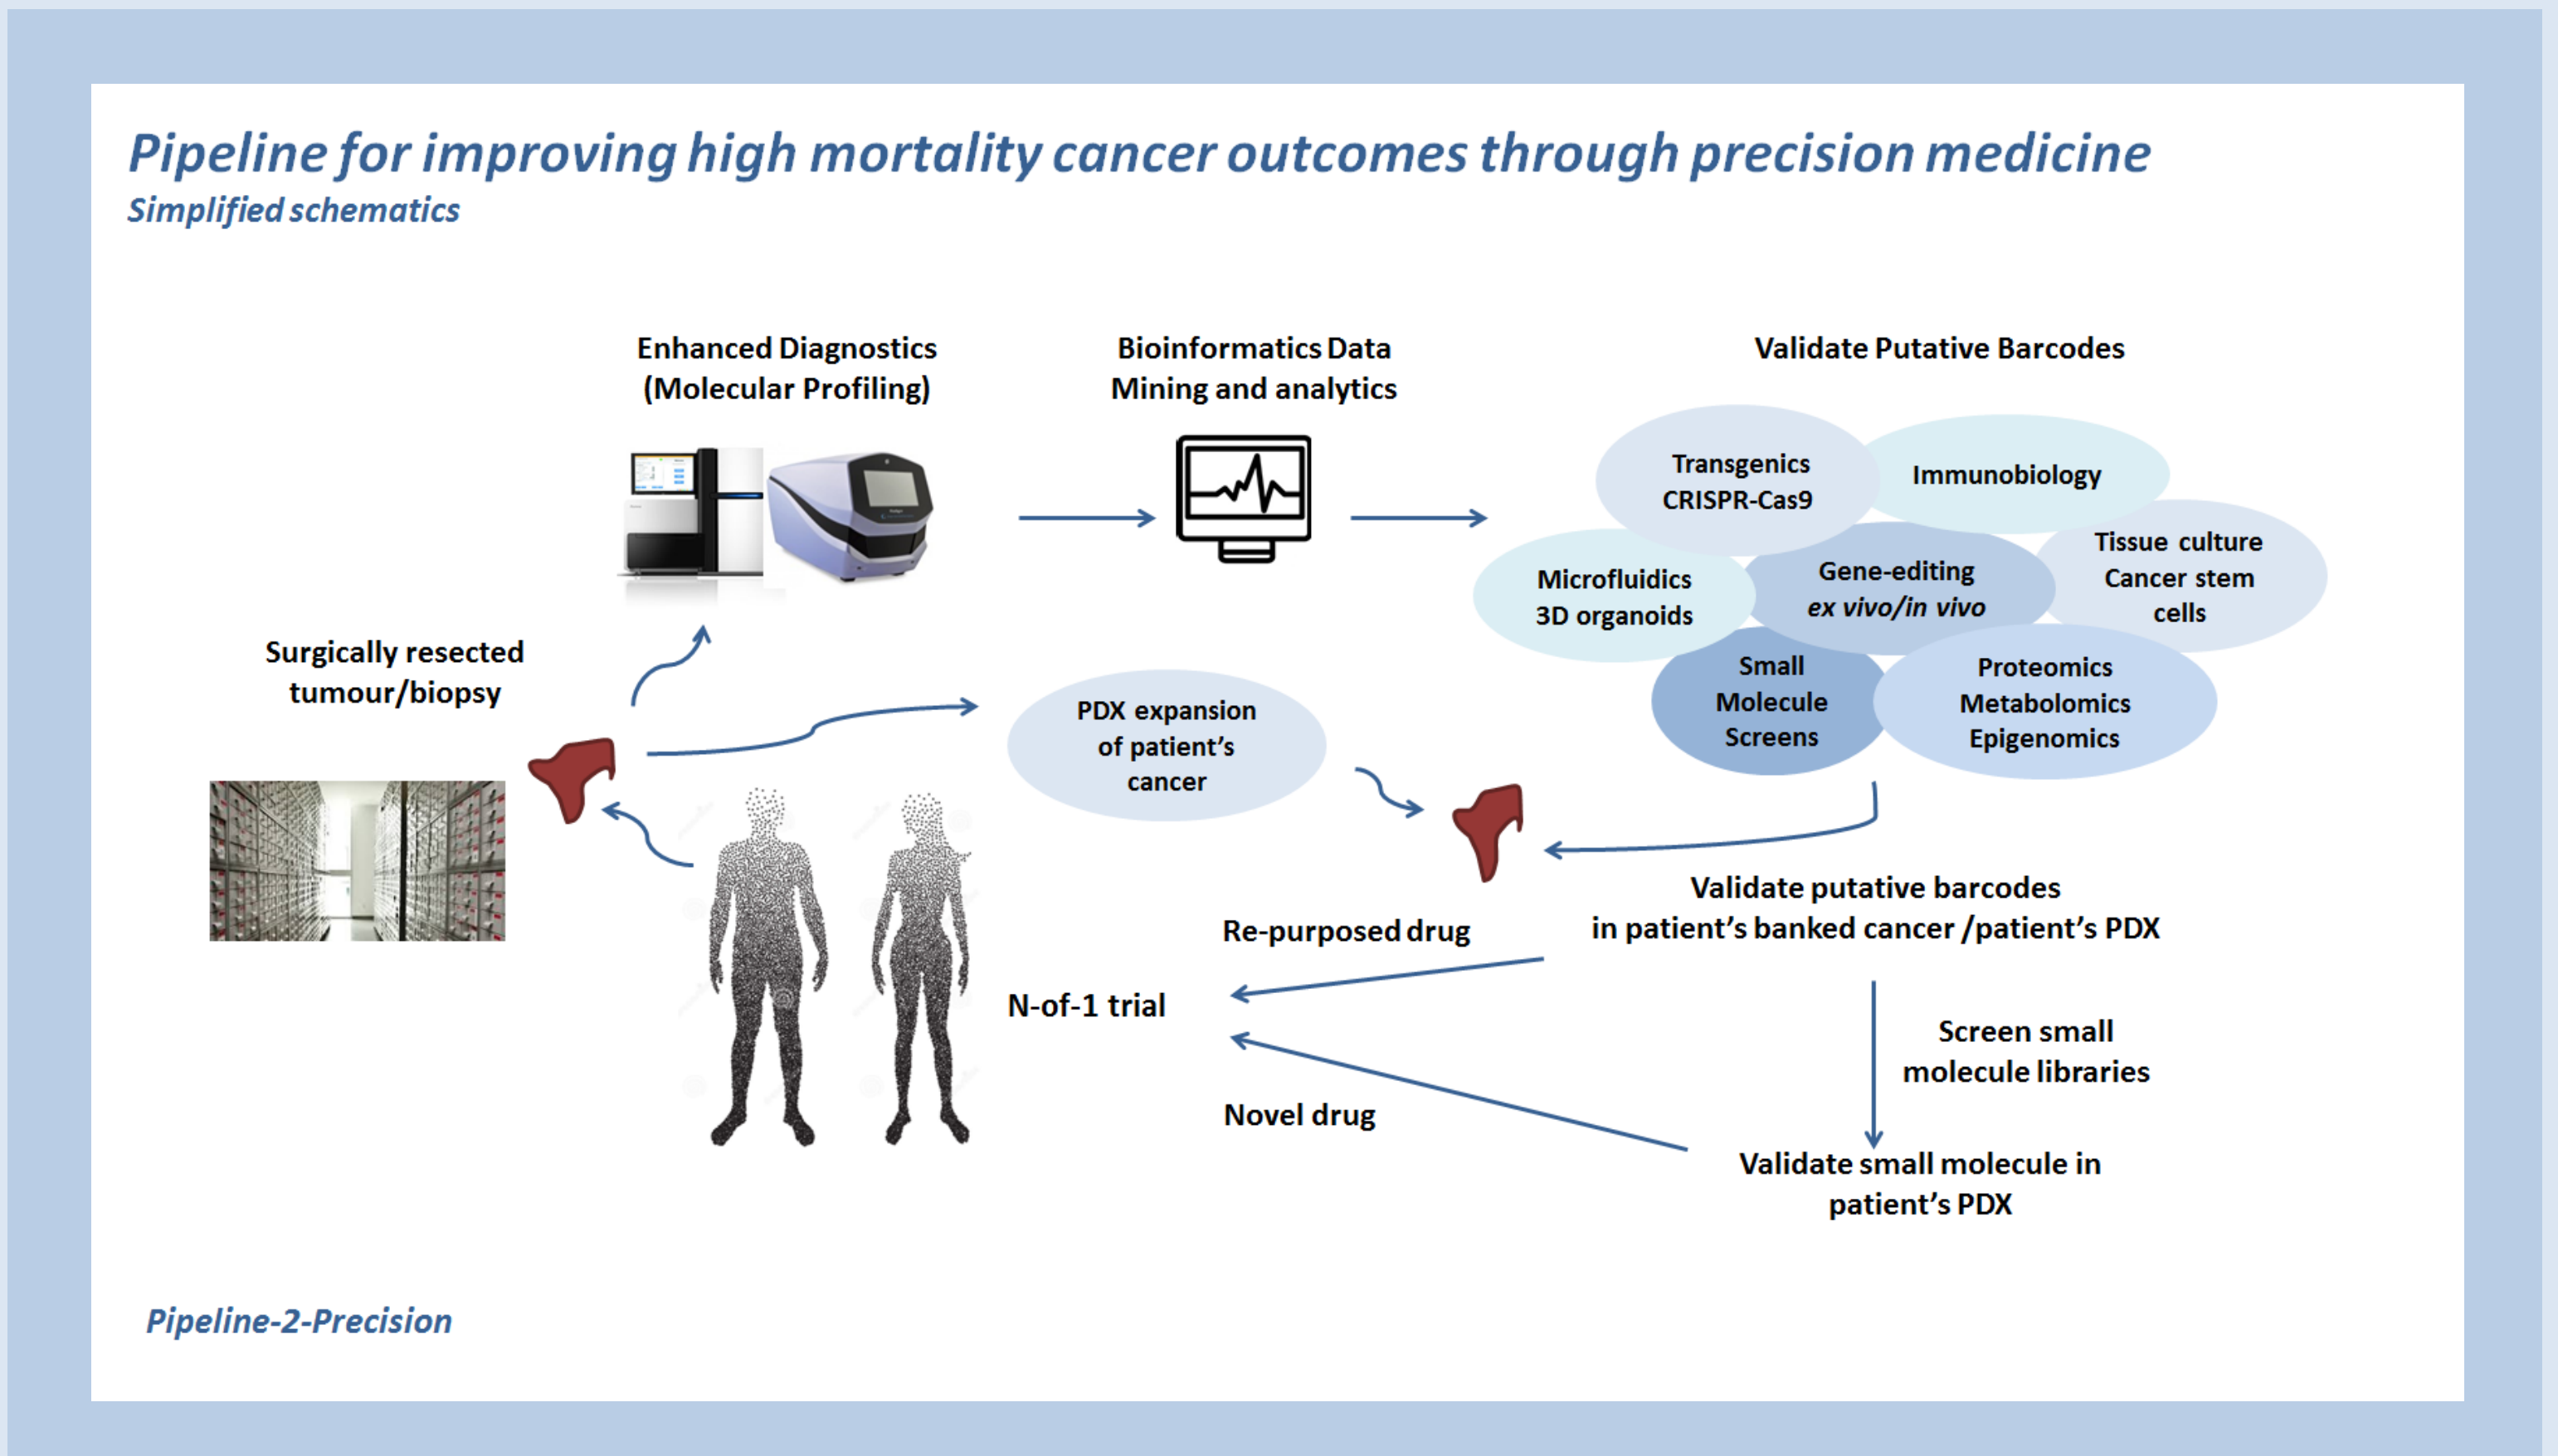 Pipeline for improving high mortality cancer outcomes through precision medicine
Simplified schematics
Enhanced Diagnostics
(Molecular Profiling)
Bioinformatics Data
Mining and analytics
Validate Putative Barcodes
Transgenics
CRISPR-Cas9
Immunobiology
Tissue culture
Cancer stem
cells
Microfluidics
3D organoids
Gene-editing
ex vivo/in vivo
Small
Molecule
Screens
Proteomics
Metabolomics
Epigenomics
Surgically resected
tumour/biopsy
PDX expansion
of patient’s
cancer
Validate putative barcodes
in patient’s banked cancer /patient’s PDX
Re-purposed drug
N-of-1 trial
Novel drug
Screen small
molecule libraries
Validate small molecule in
patient’s PDX
Pipeline-2-Precision